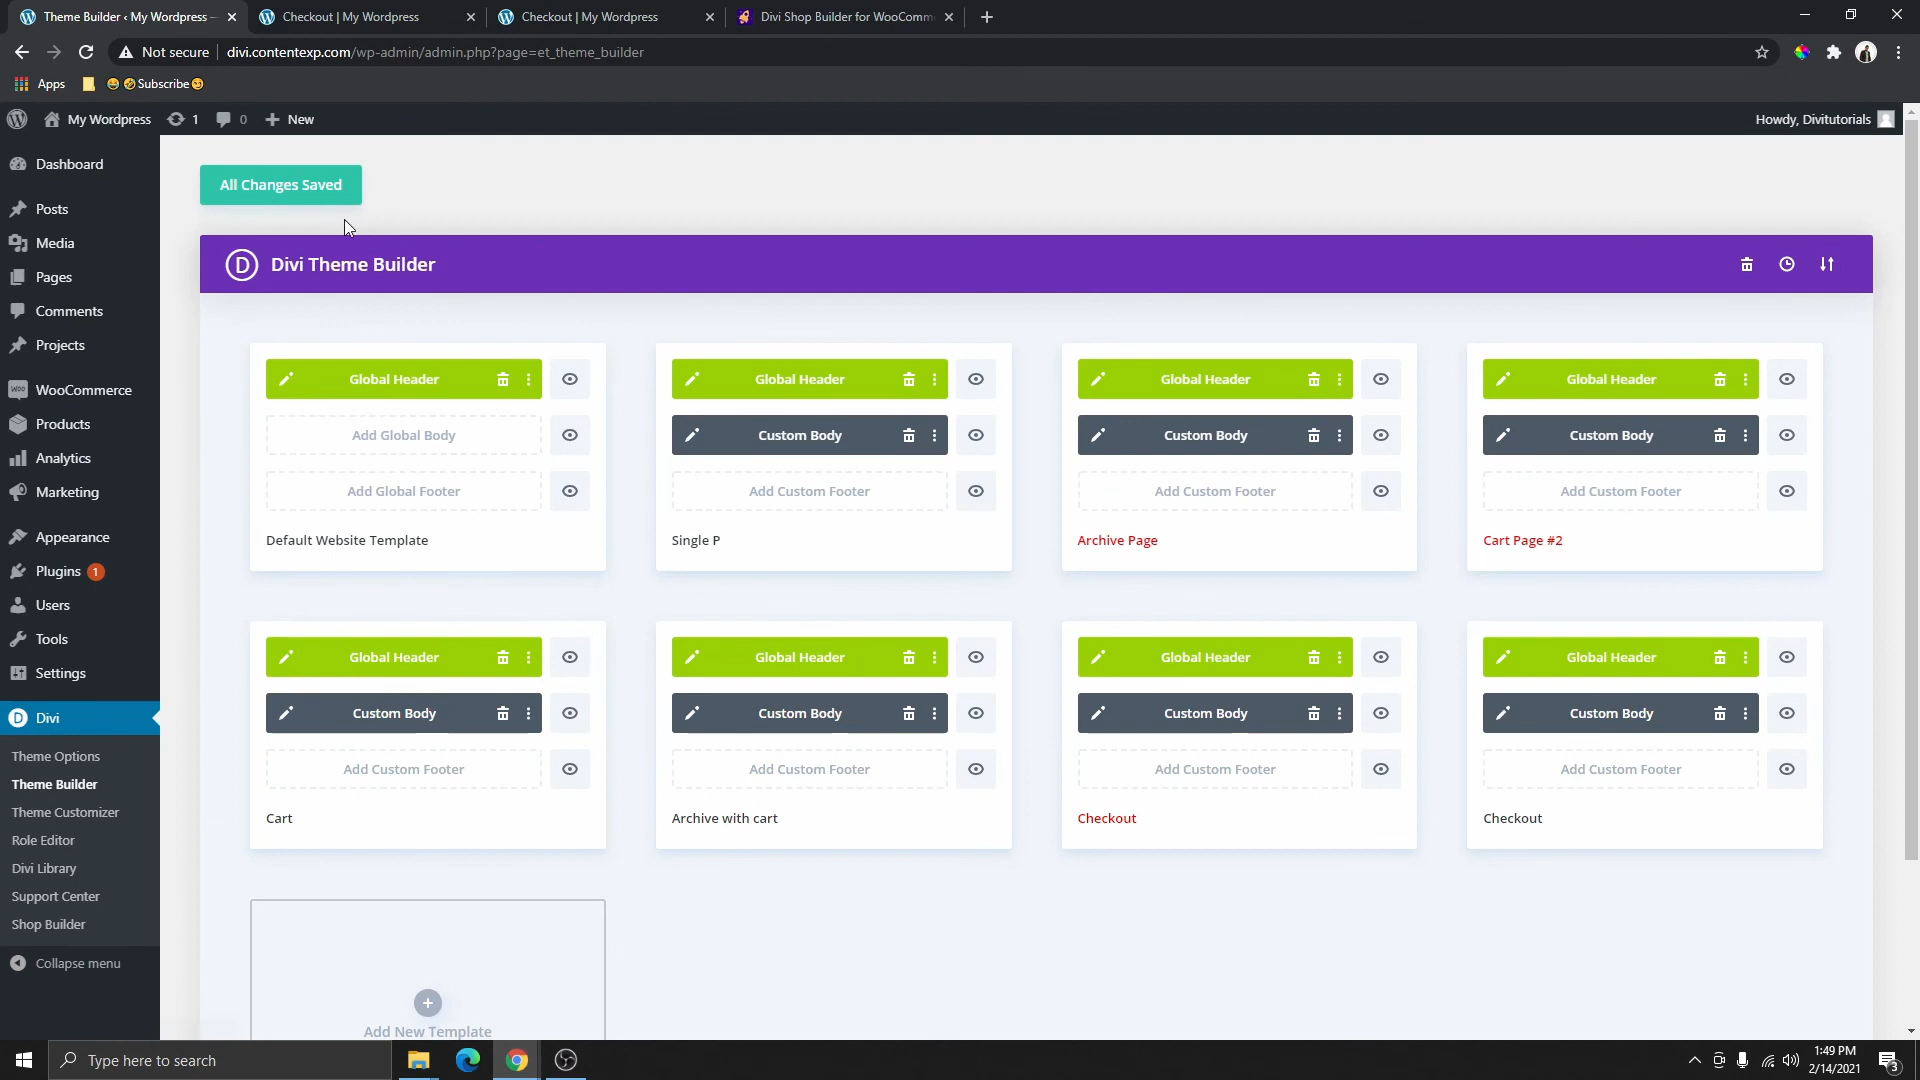 Theme Builder ‹ My Wordpress —
Checkout | My Wordpress
Checkout | My Wordpress
Divi Shop Builder for WooComm
Not secure
divi.contentexp.com/wp-admin/admin.php?page=et_theme_builder
Apps
😄 🤣Subscribe😏
My Wordpress
1
0
New
Howdy, Divitutorials
Dashboard
Posts
Media
Pages
Comments
Projects
WooCommerce
Products
Analytics
Marketing
Appearance
Plugins 1
Users
Tools
Settings
Divi
Theme Options
Theme Builder
Theme Customizer
Role Editor
Divi Library
Support Center
Shop Builder
Collapse menu
All Changes Saved
D Divi Theme Builder
Global Header
Add Global Body
Add Global Footer
Default Website Template
Global Header
Custom Body
Add Custom Footer
Single P
Global Header
Custom Body
Add Custom Footer
Archive Page
Global Header
Custom Body
Add Custom Footer
Cart Page #2
Global Header
Custom Body
Add Custom Footer
Cart
Global Header
Custom Body
Add Custom Footer
Archive with cart
Global Header
Custom Body
Add Custom Footer
Checkout
Global Header
Custom Body
Add Custom Footer
Checkout
Add New Template
Type here to search
1:49 PM
2/14/2021
3